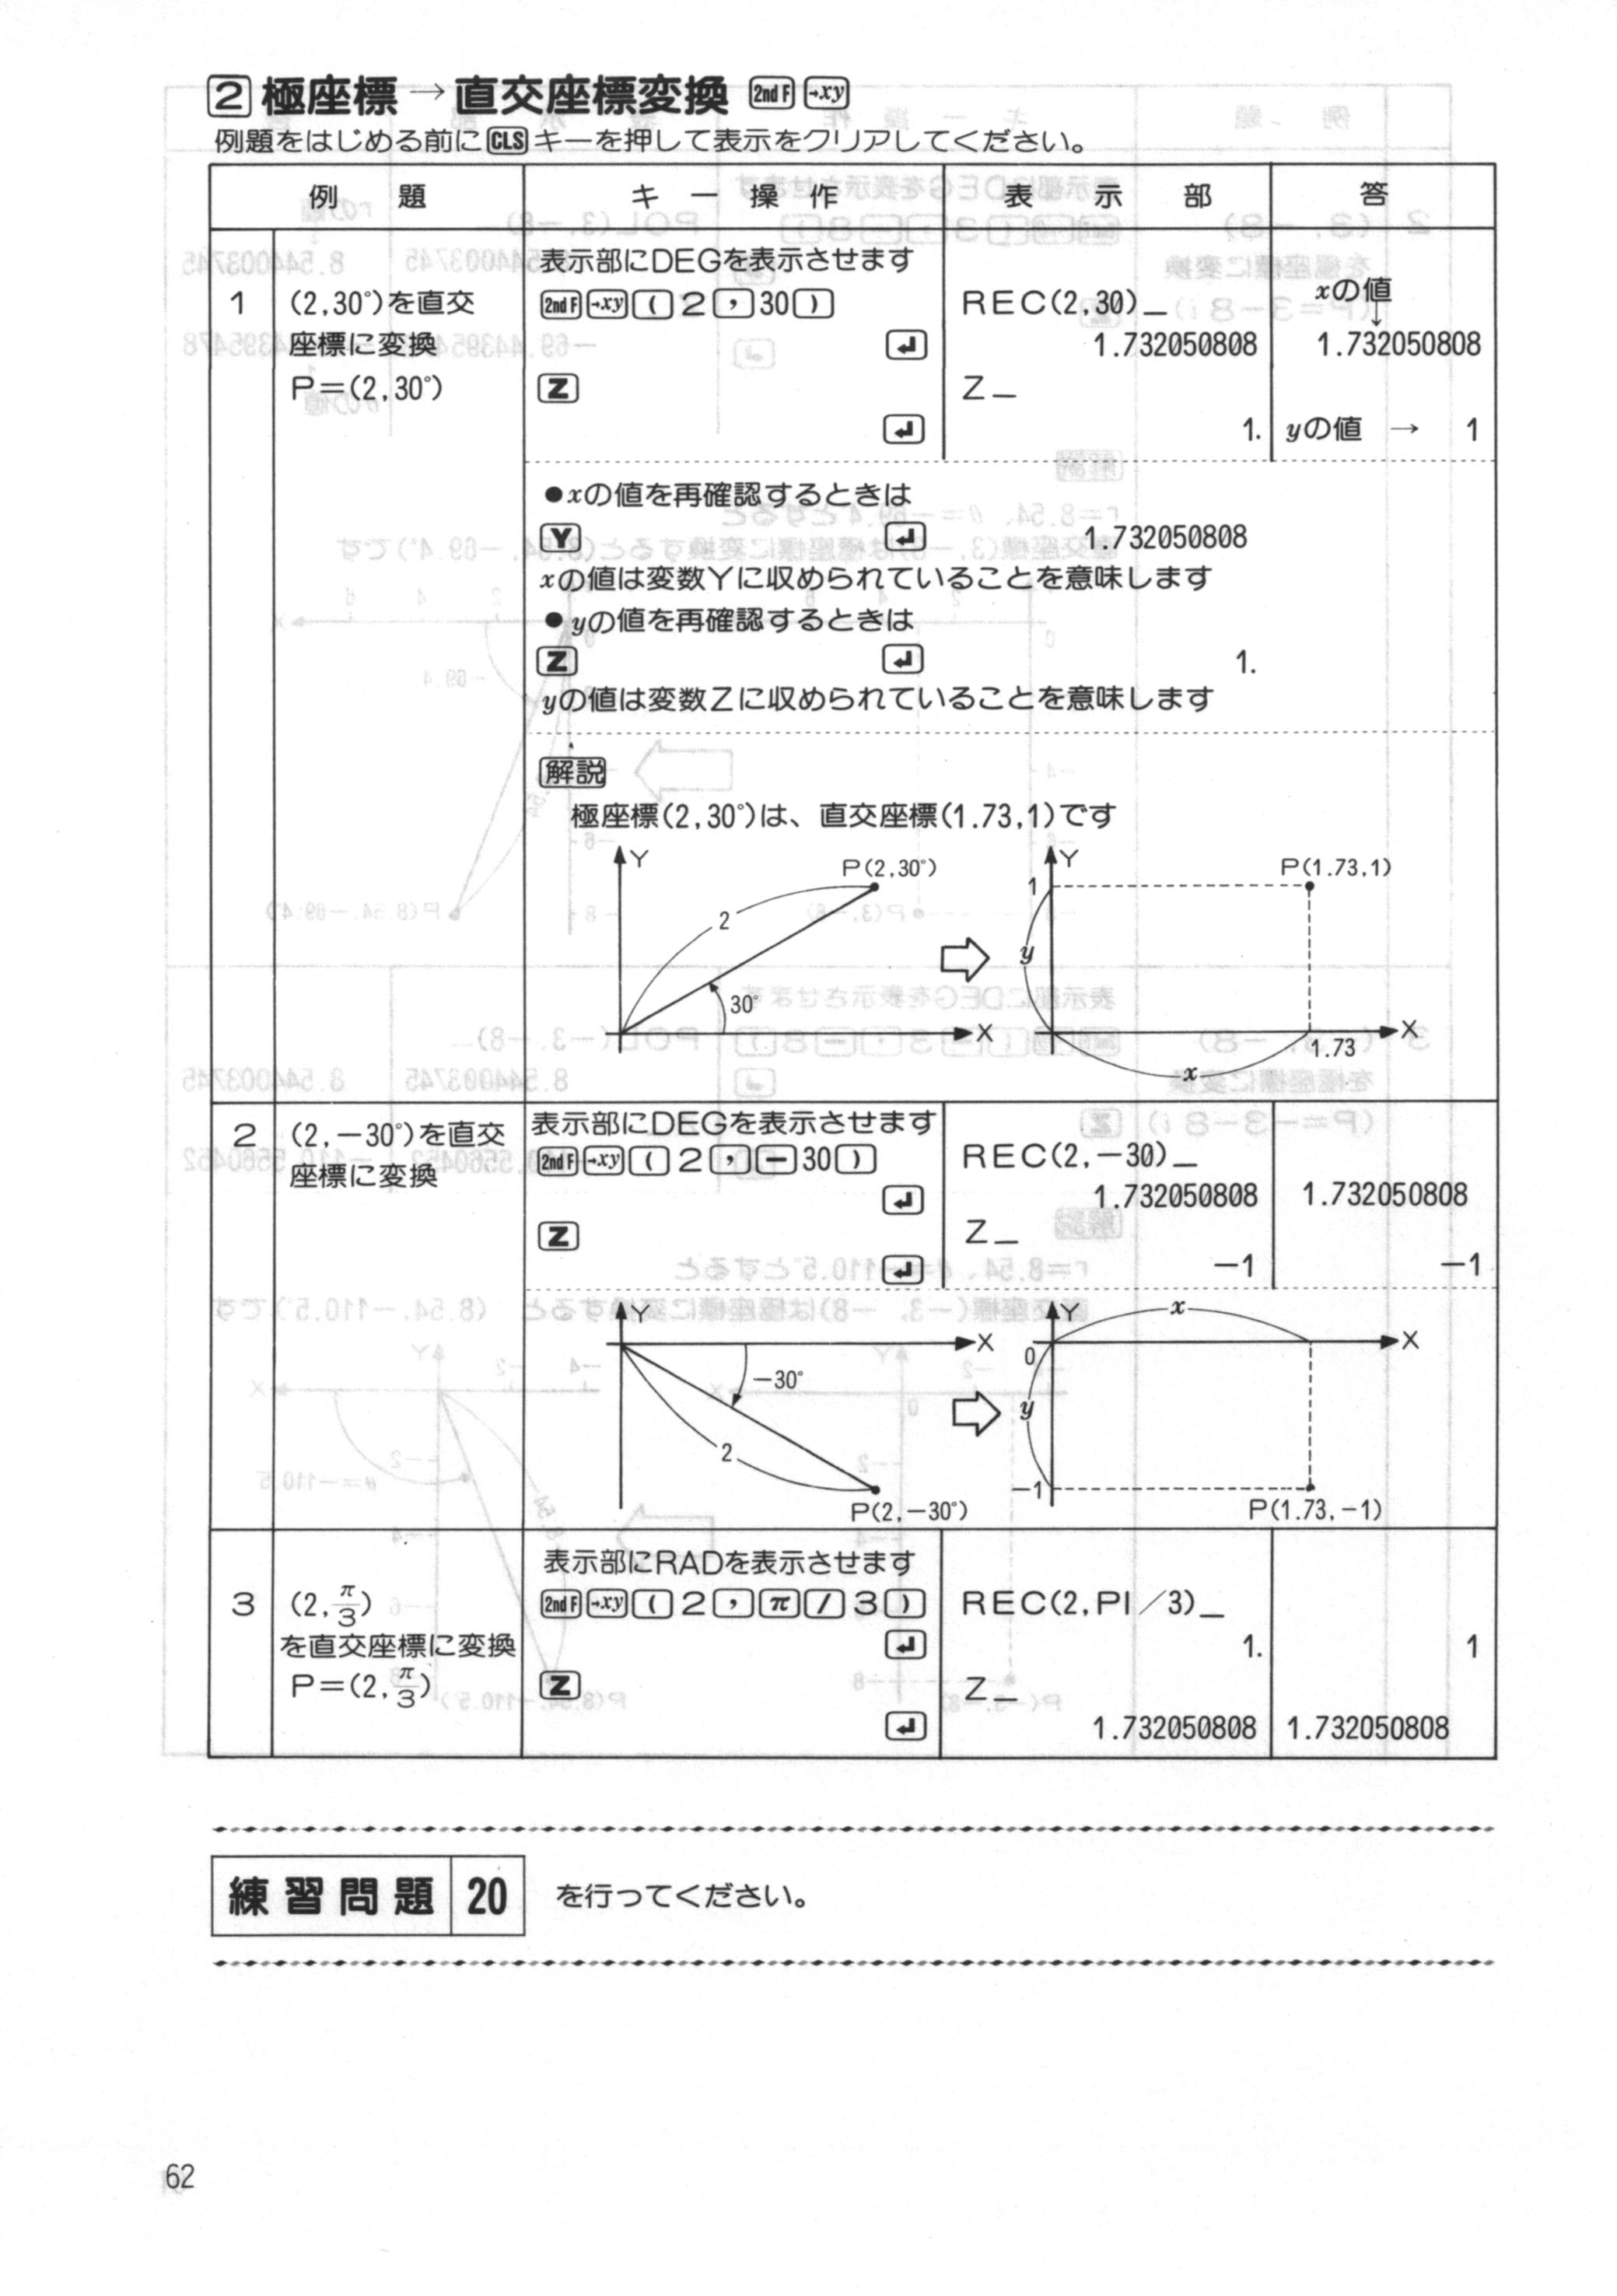 2 極座標→直交座標変換 2nd F →xy
例題をはじめる前にCLSキーを押して表示をクリアしてください。
例 題 キ ー 操 作 表 示 部 答
表示部にDEGを表示させます
1 (2,30°)を直交 2nd F →xy ( 2 , 30 ) REC(2,30)_ xの値
↓
座標に変換 ↵ 1.732050808 1.732050808
P=(2,30°) Z Z_
↵ 1. yの値 → 1
●xの値を再確認するときは
Y ↵ 1.732050808
xの値は変数Yに収められていることを意味します
●yの値を再確認するときは
Z ↵ 1.
yの値は変数Zに収められていることを意味します
解説
極座標(2,30°)は、直交座標(1.73,1)です
Y P(2,30°) Y P(1.73,1)
1
2
y
30°
X X
1.73
x
表示部にDEGを表示させます
2 (2,-30°)を直交 2nd F →xy ( 2 , - 30 ) REC(2,-30)_
座標に変換 ↵ 1.732050808 1.732050808
Z Z_
↵ -1 -1
Y Y x
X X
0
-30°
y
2
-1
P(2,-30°) P(1.73,-1)
表示部にRADを表示させます
3 (2,π/3) 2nd F →xy ( 2 , π / 3 ) REC(2,PI/3)_
を直交座標に変換 ↵ 1. 1
P=(2,π/3) Z Z_
↵ 1.732050808 1.732050808
練習問題 20 を行ってください。
62